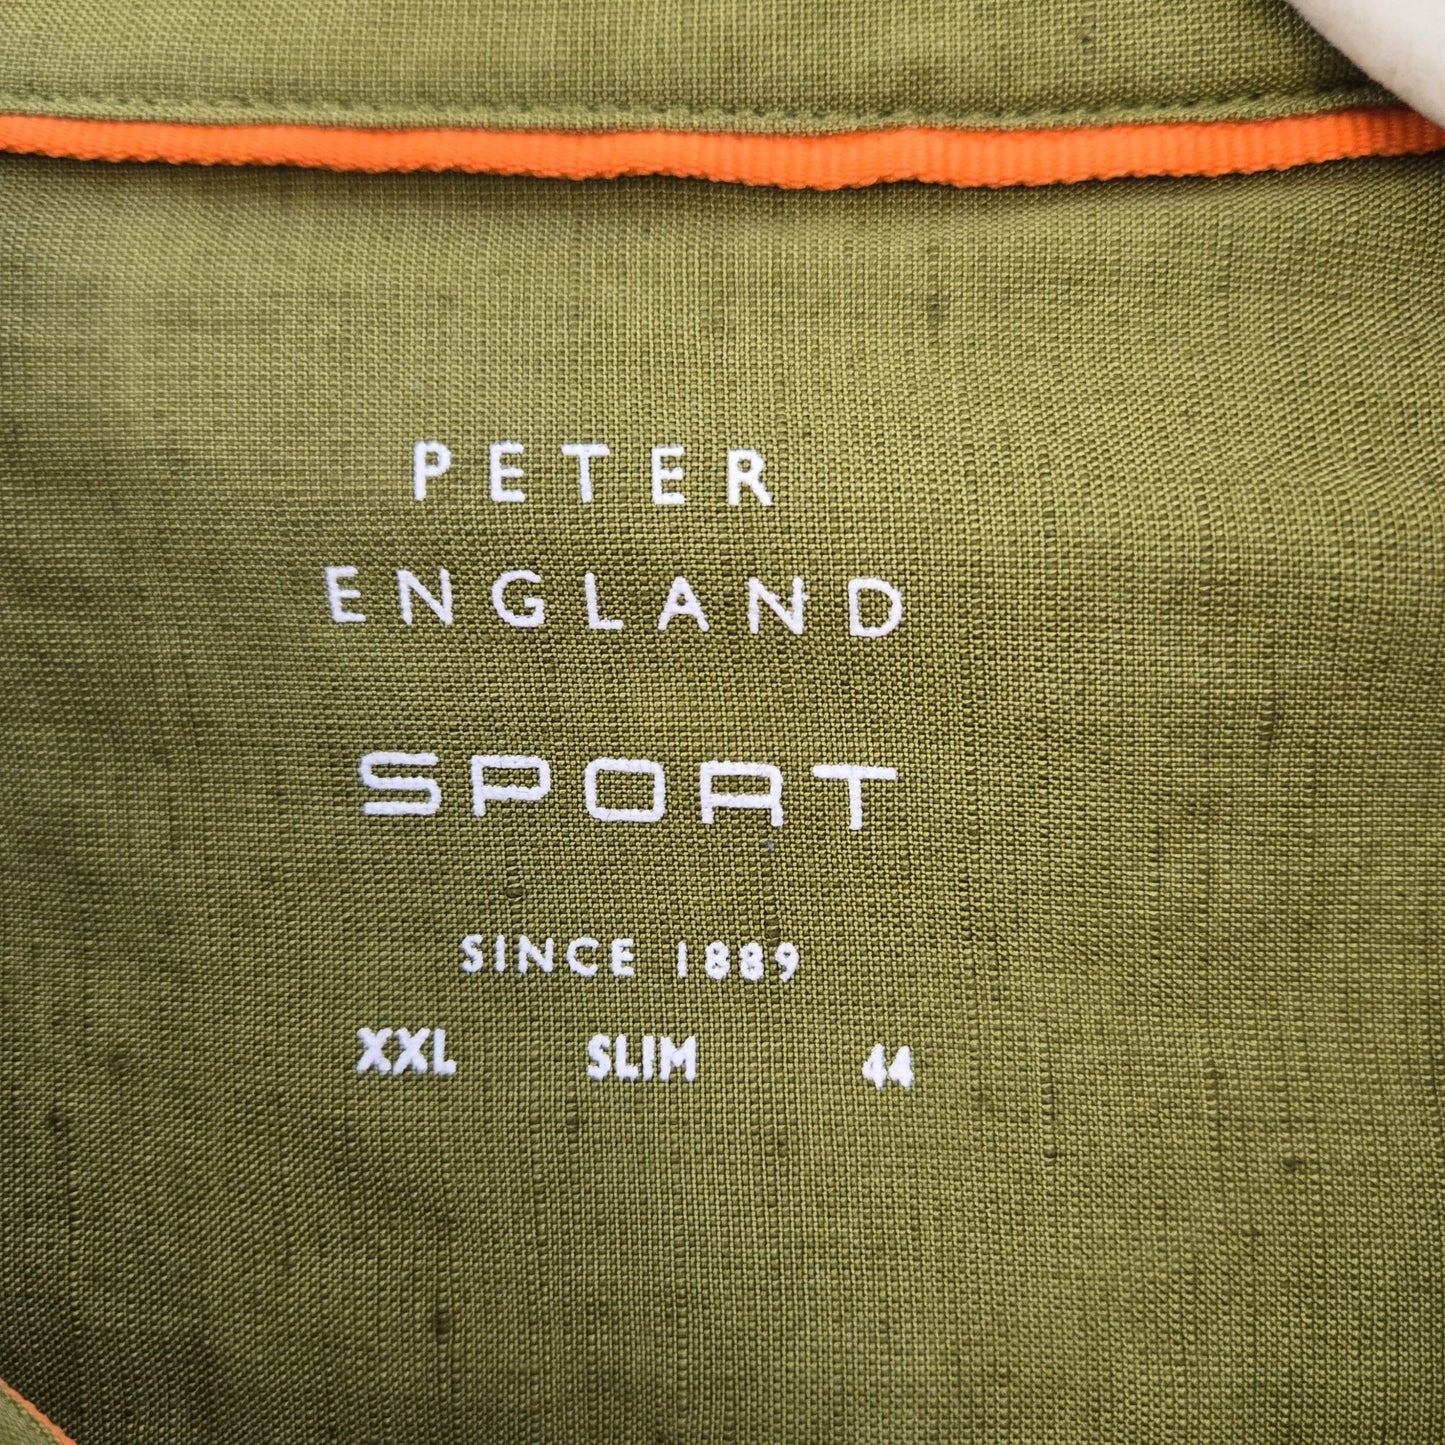 PETER
ENGLAND
SPORT
SINCE 1889
XXL SLIM 44